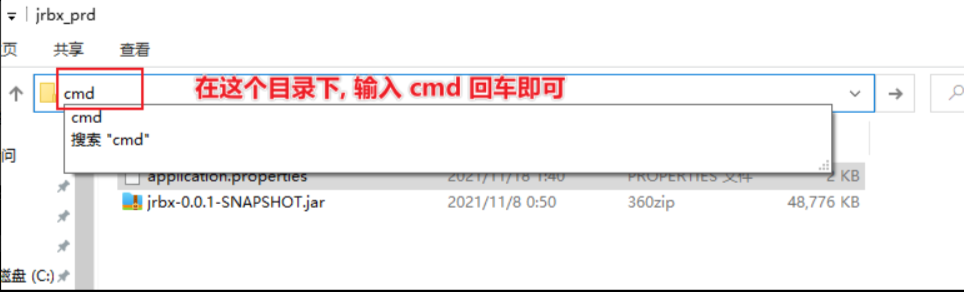 jrbx_prd
页 共享 查看
cmd 在这个目录下, 输入 cmd 回车即可
cmd
搜索 "cmd"
问
application.properties 2021/11/18 1:40 PROPERTIES 文件 2 KB
jrbx-0.0.1-SNAPSHOT.jar 2021/11/8 0:50 360zip 48,776 KB
磁盘 (C:)